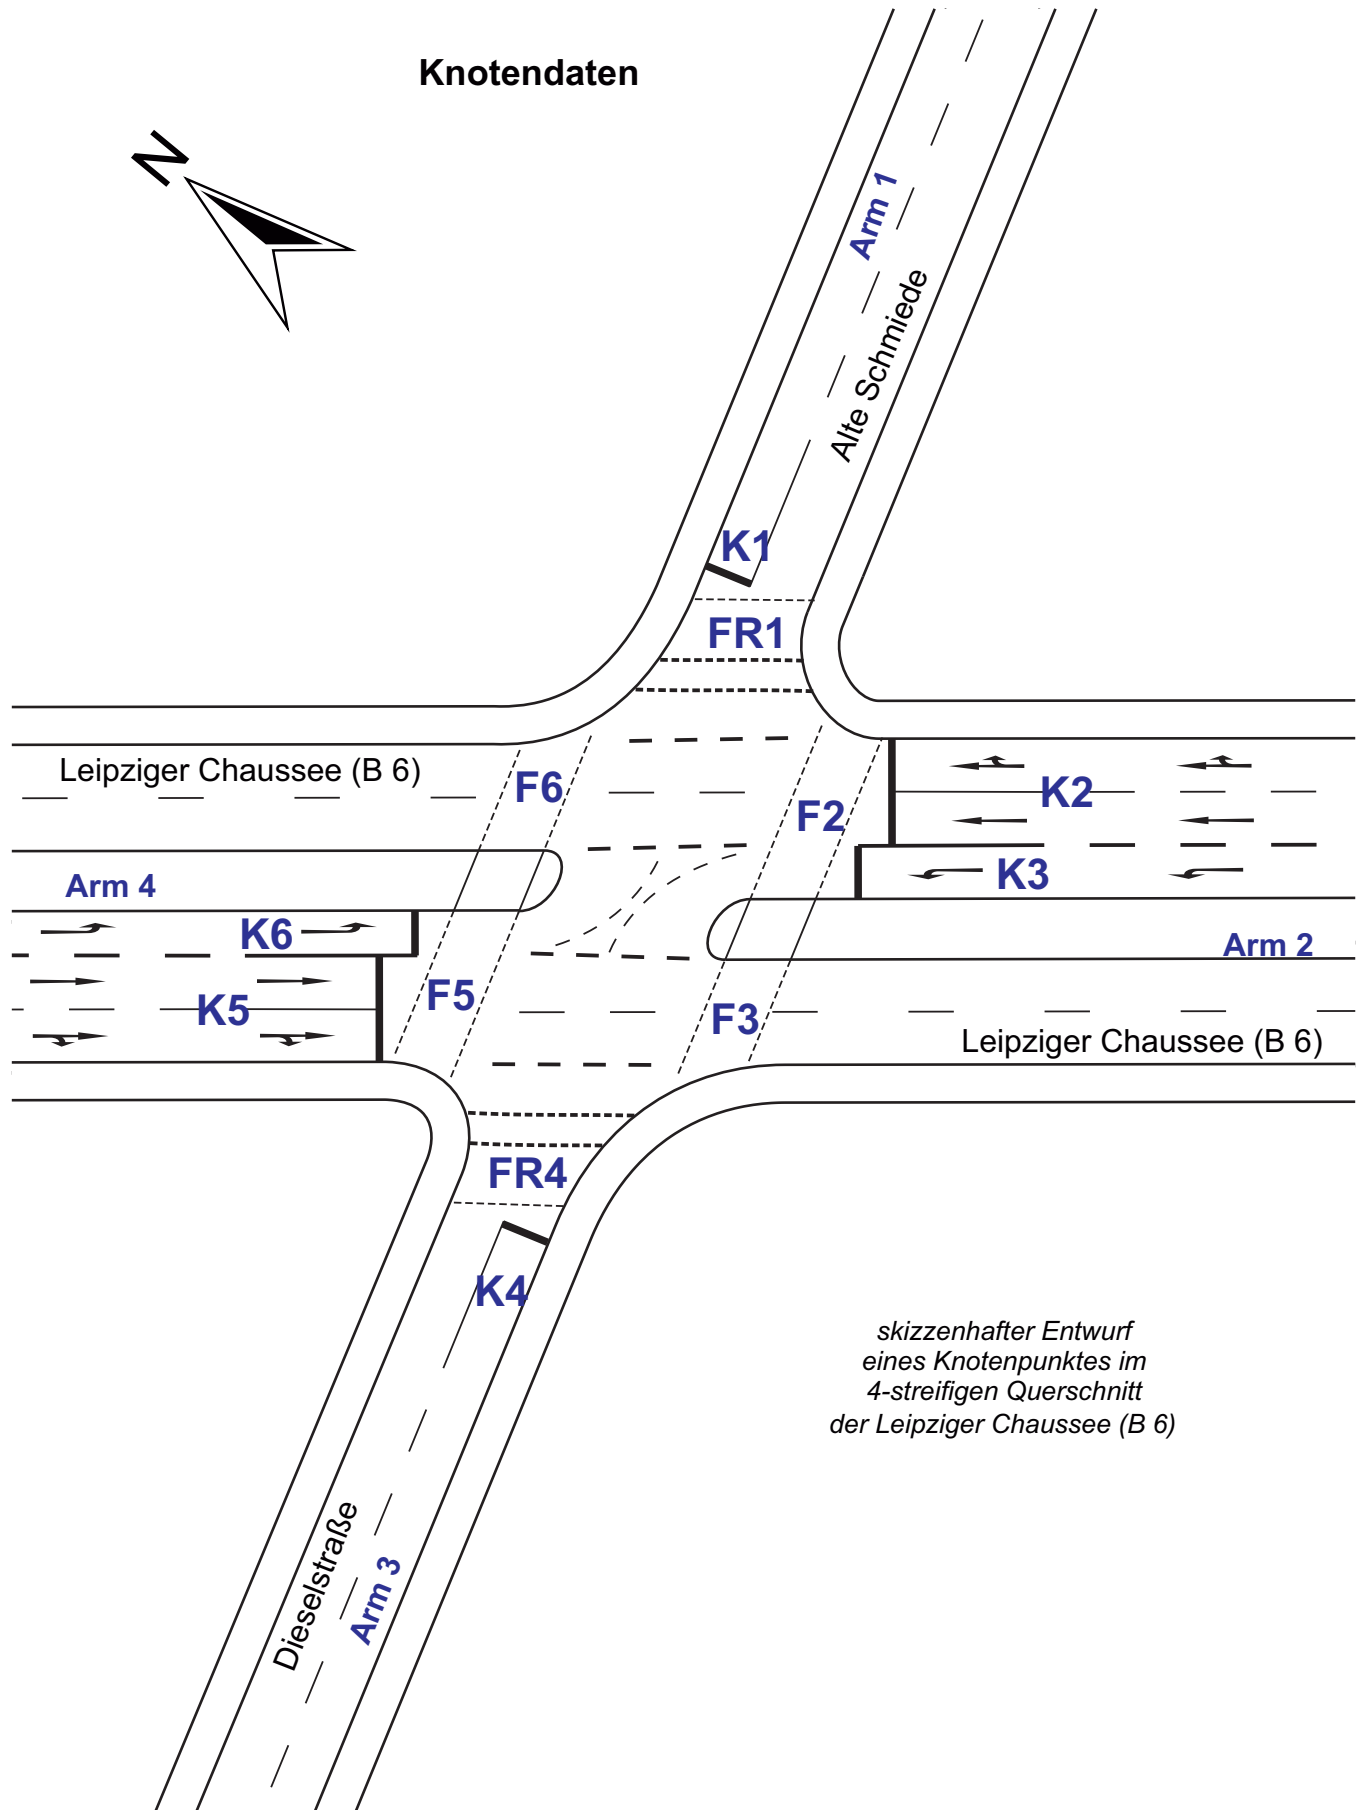 Knotendaten
N
Arm 1
Alte Schmiede
K1
FR1
Leipziger Chaussee (B 6)
F6
F2
K2
K3
Arm 4
K6
Arm 2
F5
K5
F3
Leipziger Chaussee (B 6)
FR4
K4
skizzenhafter Entwurf
eines Knotenpunktes im
4-streifigen Querschnitt
der Leipziger Chaussee (B 6)
Dieselstraße
Arm 3